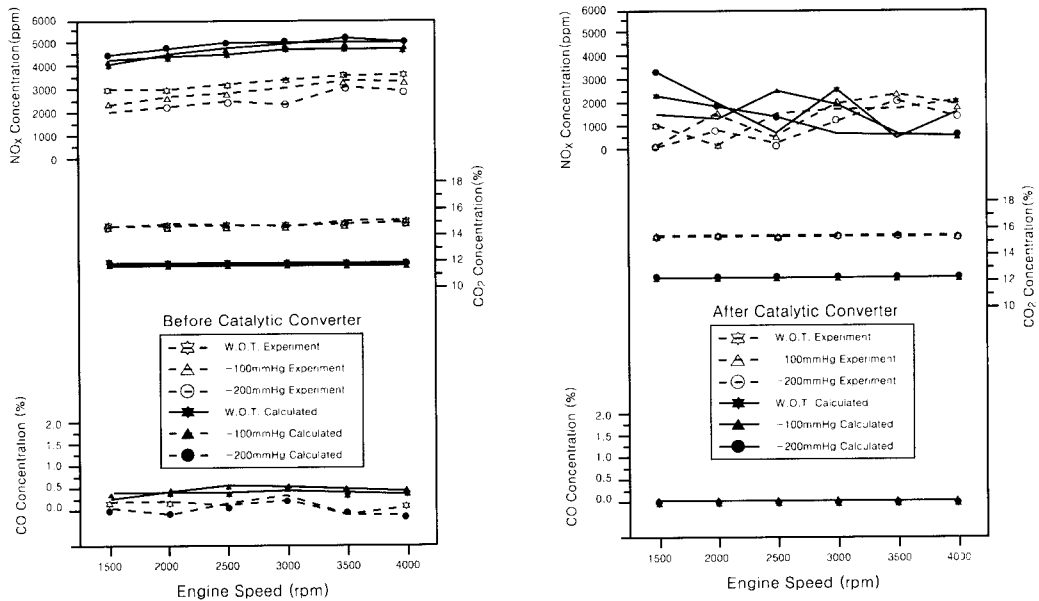 NOx Concentration(ppm)
6000
5000
4000
3000
2000
1000
0
CO2 Concentration(%)
18
16
14
12
10
Before Catalytic Converter
W.O.T. Experiment
-100mmHg Experiment
-200mmHg Experiment
W.O.T. Calculated
-100mmHg Calculated
-200mmHg Calculated
CO Concentration (%)
2.0
1.5
1.0
0.5
0.0
1500 2000 2500 3000 3500 4000
Engine Speed (rpm)
NOx Concentration(ppm)
6000
5000
4000
3000
2000
1000
0
CO2 Concentration(%)
18
16
14
12
10
After Catalytic Converter
W.O.T. Experiment
100mmHg Experiment
-200mmHg Experiment
W.O.T. Calculated
-100mmHg Calculated
-200mmHg Calculated
CO Concentration (%)
2.0
1.5
1.0
0.5
0.0
1500 2000 2500 3000 3500 4000
Engine Speed (rpm)